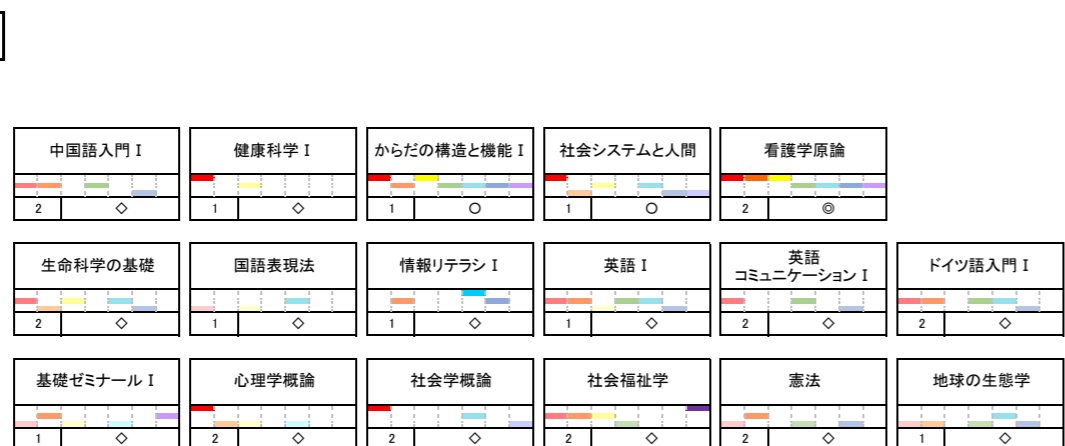 中国語入門Ⅰ 健康科学Ⅰ からだの構造と機能Ⅰ 社会システムと人間 看護学原論
2 ◇ 1 ◇ 1 ○ 1 ○ 2 ◎
生命科学の基礎 国語表現法 情報リテラシⅠ 英語Ⅰ 英語 ドイツ語入門Ⅰ
コミュニケーションⅠ
2 ◇ 1 ◇ 1 ◇ 1 ◇ 2 ◇ 2 ◇
基礎ゼミナールⅠ 心理学概論 社会学概論 社会福祉学 憲法 地球の生態学
1 ◇ 2 ◇ 2 ◇ 2 ◇ 2 ◇ 1 ◇